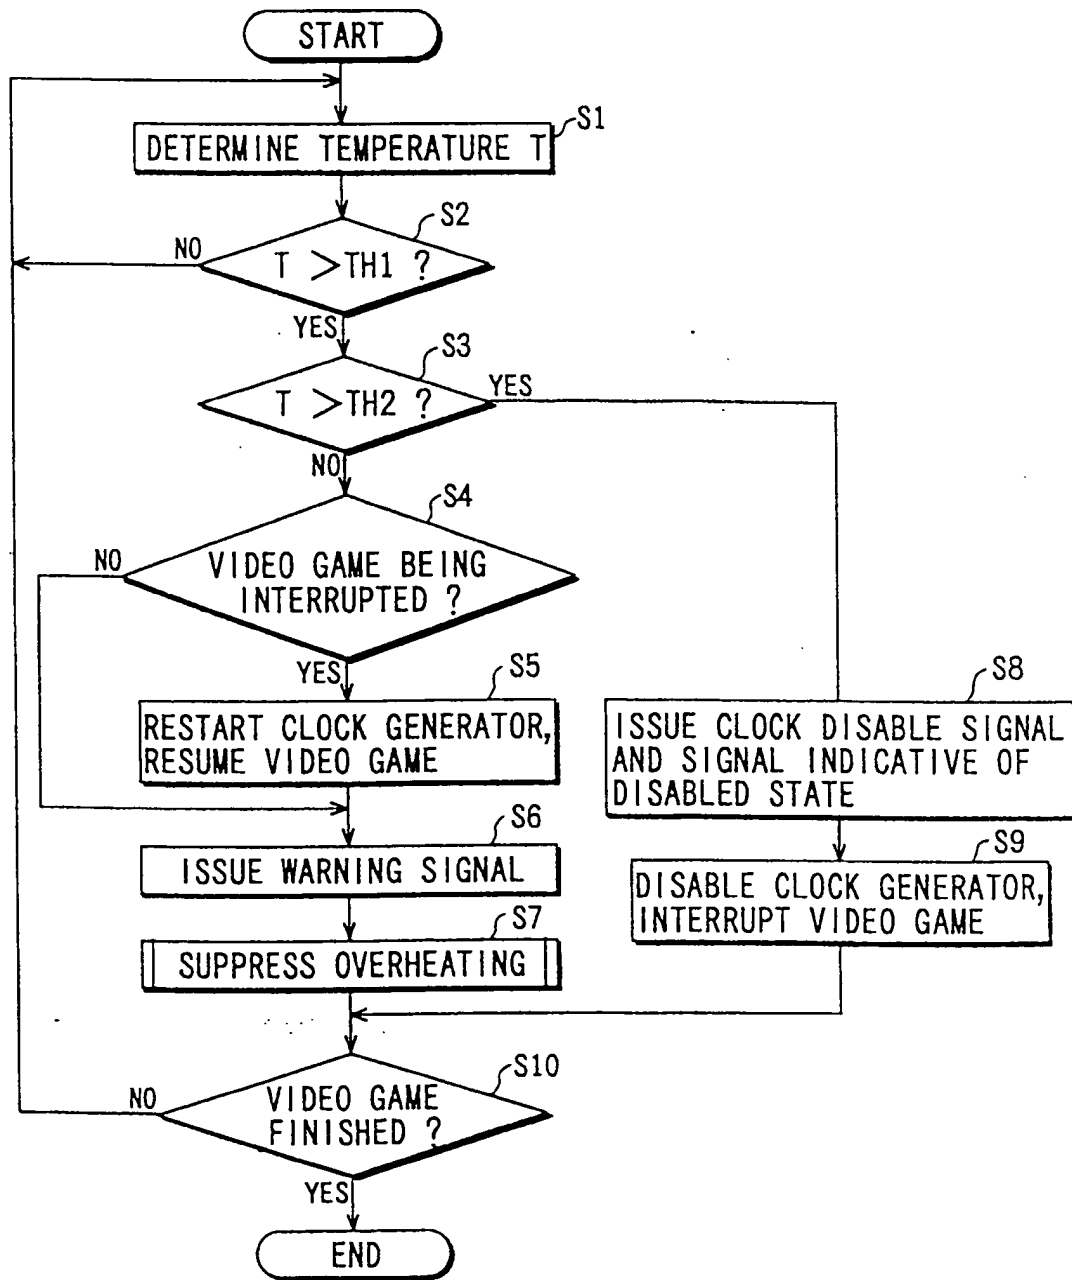 START
S1
DETERMINE TEMPERATURE T
S2
NO
T >TH1 ?
YES
S3
YES
T >TH2 ?
NO
S4
NO
VIDEO GAME BEING
INTERRUPTED ?
YES
S5
RESTART CLOCK GENERATOR,
RESUME VIDEO GAME
S8
ISSUE CLOCK DISABLE SIGNAL
AND SIGNAL INDICATIVE OF
DISABLED STATE
S6
ISSUE WARNING SIGNAL
S9
DISABLE CLOCK GENERATOR,
INTERRUPT VIDEO GAME
S7
SUPPRESS OVERHEATING
S10
NO
VIDEO GAME
FINISHED ?
YES
END